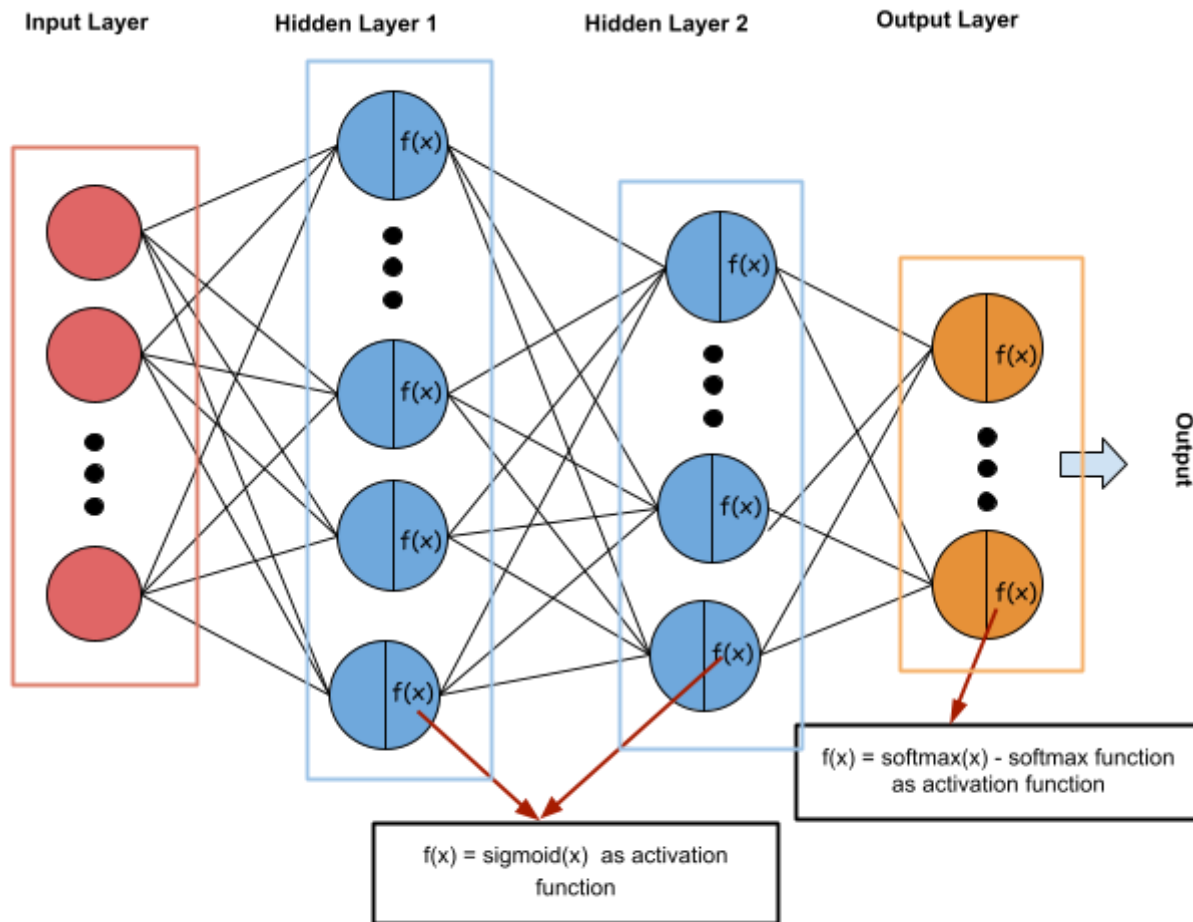 Input Layer
Hidden Layer 1
Hidden Layer 2
Output Layer
f(x)
f(x)
f(x)
f(x)
f(x)
f(x)
f(x)
f(x)
f(x)
Output
f(x) = softmax(x) - softmax function
as activation function
f(x) = sigmoid(x) as activation
function